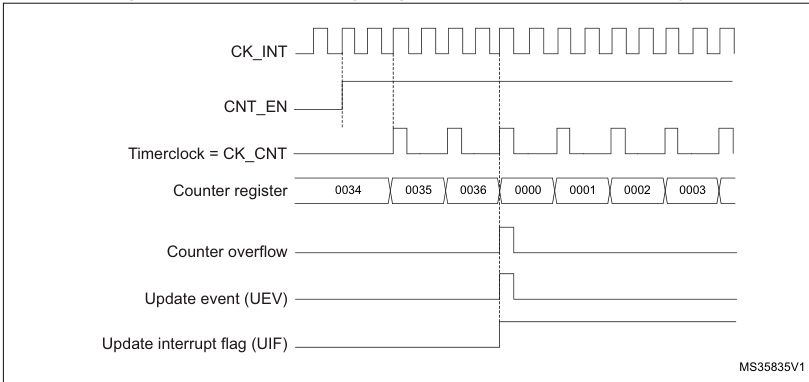 CK_INT
CNT_EN
Timerclock = CK_CNT
Counter register 0034 0035 0036 0000 0001 0002 0003
Counter overflow
Update event (UEV)
Update interrupt flag (UIF)
MS35835V1